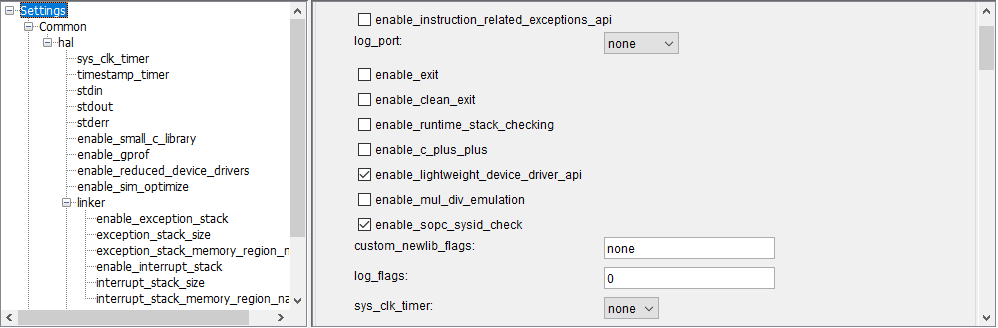 Settings
Common
hal
sys_clk_timer
timestamp_timer
stdin
stdout
stderr
enable_small_c_library
enable_gprof
enable_reduced_device_drivers
enable_sim_optimize
linker
enable_exception_stack
exception_stack_size
exception_stack_memory_region_n
enable_interrupt_stack
interrupt_stack_size
interrupt_stack_memory_region_na
enable_instruction_related_exceptions_api
log_port: none
enable_exit
enable_clean_exit
enable_runtime_stack_checking
enable_c_plus_plus
enable_lightweight_device_driver_api
enable_mul_div_emulation
enable_sopc_sysid_check
custom_newlib_flags: none
log_flags: 0
sys_clk_timer: none